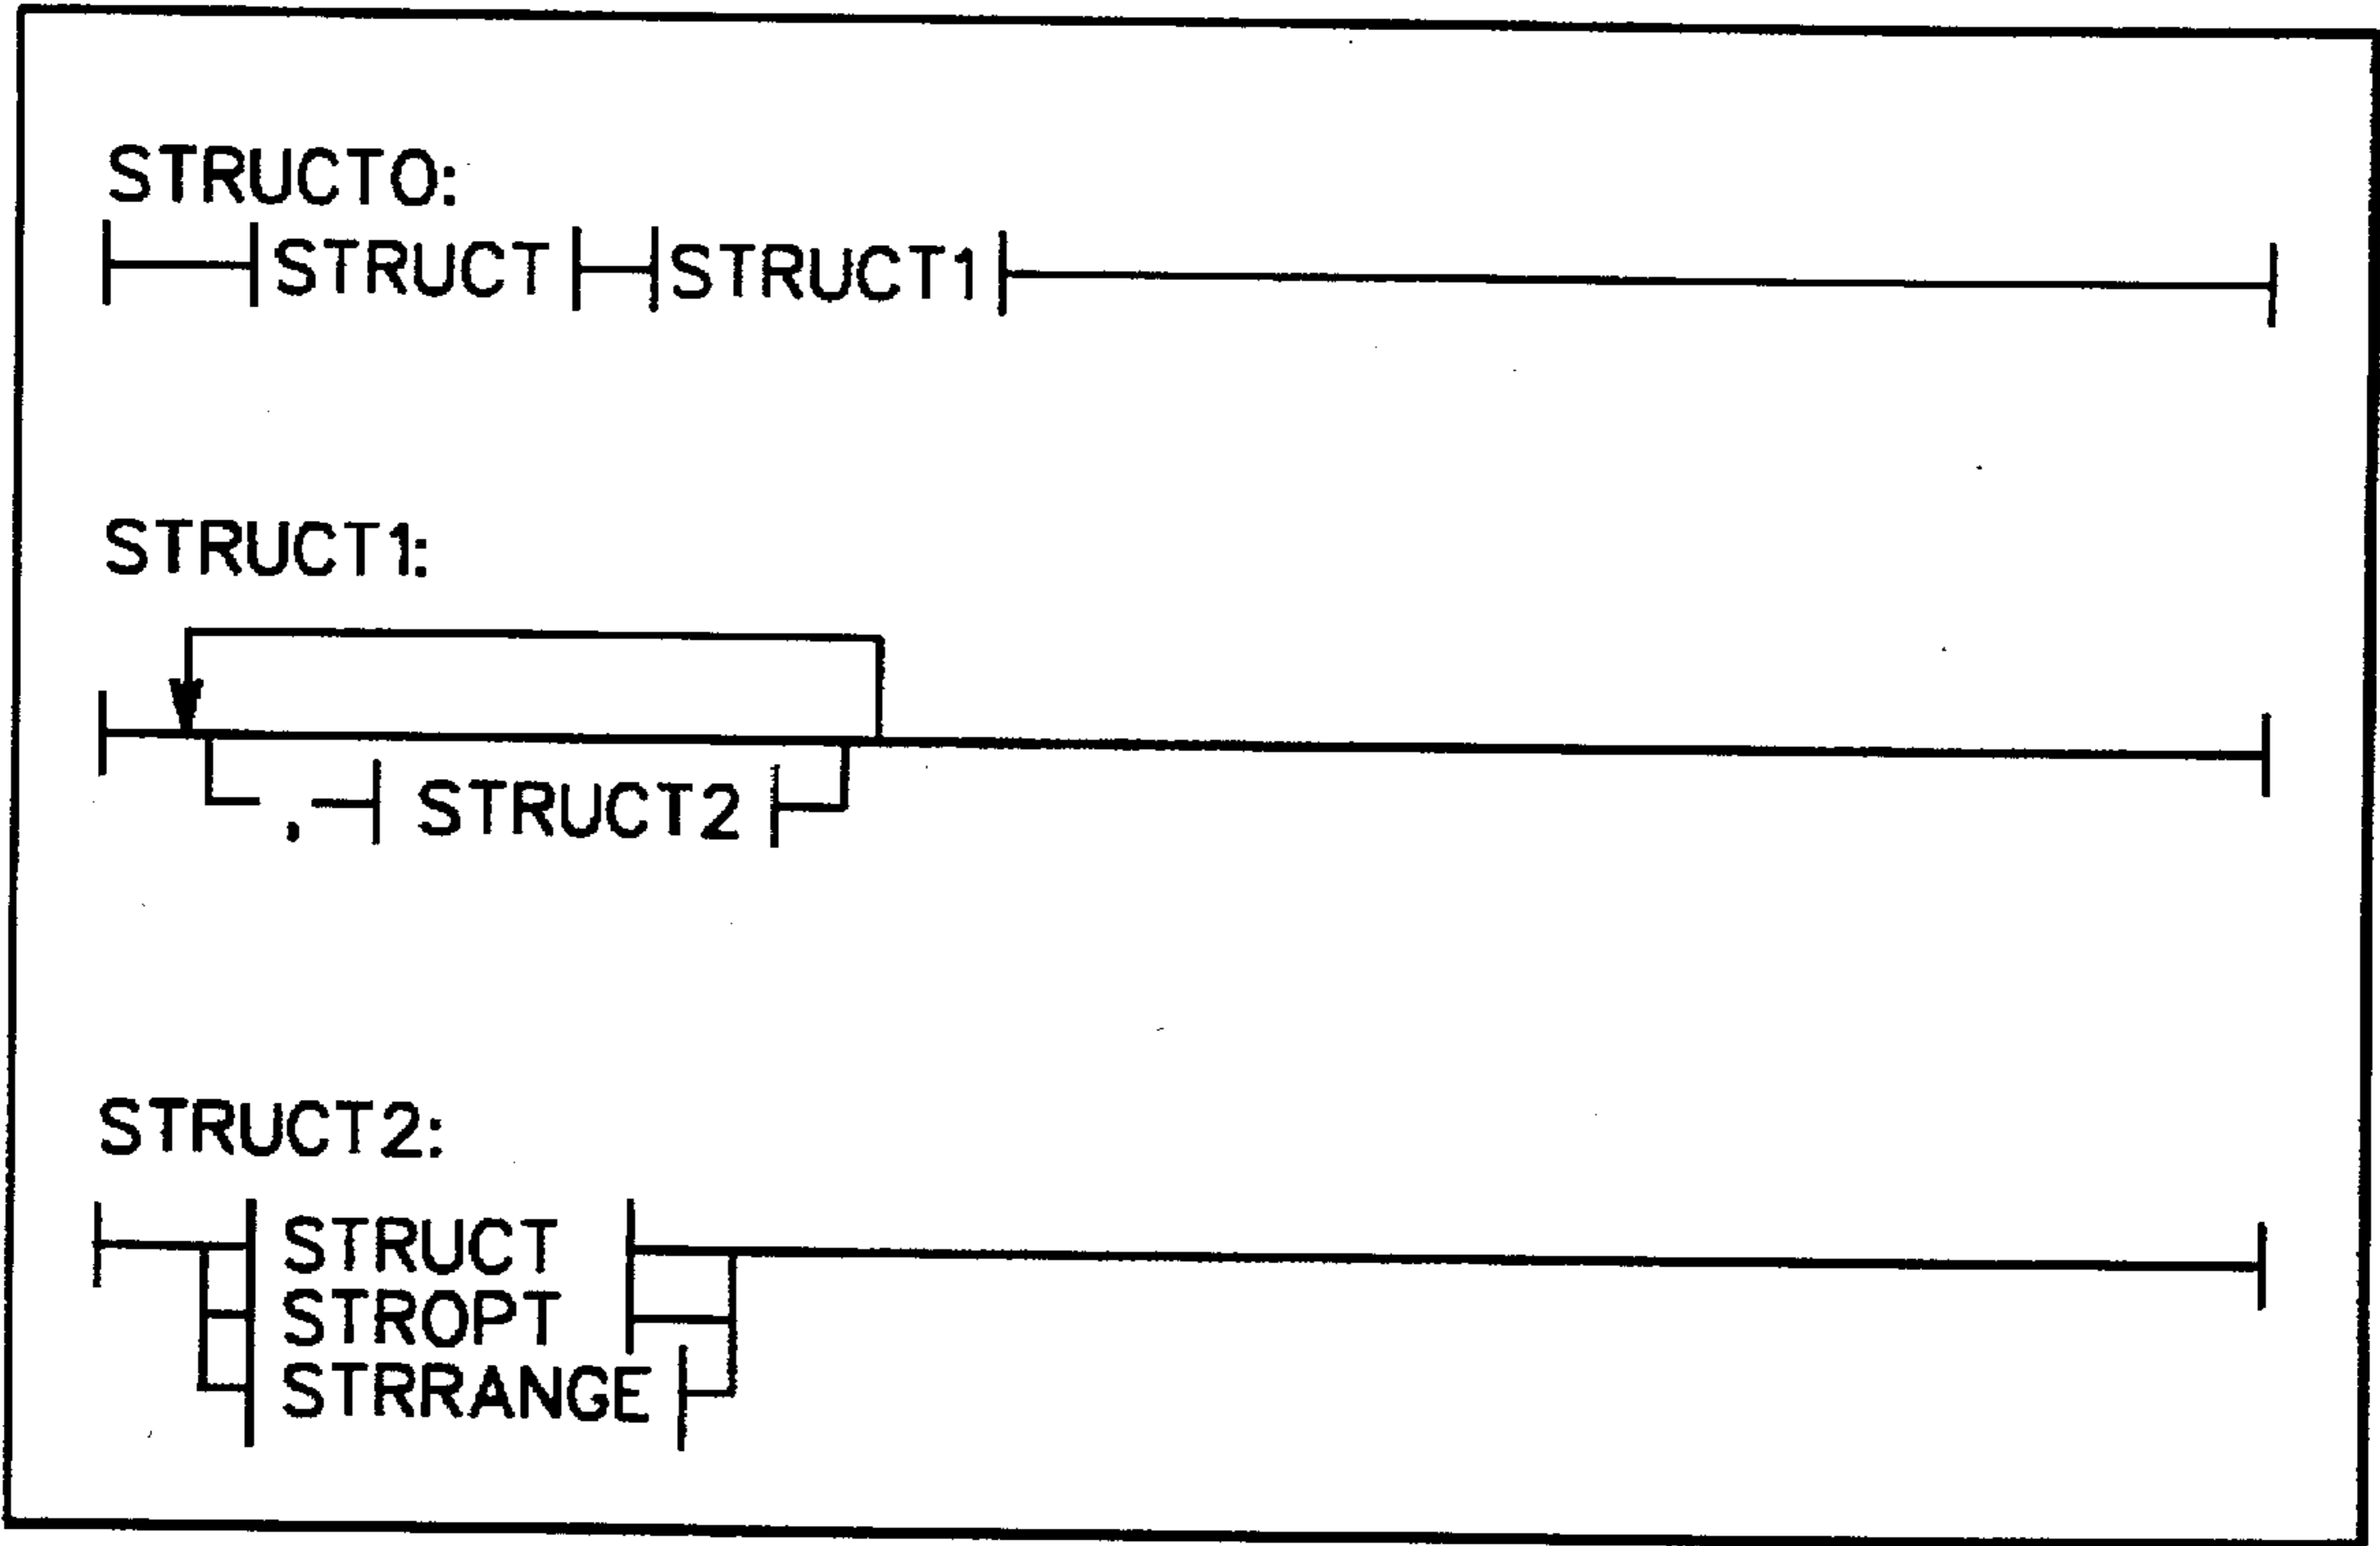 STRUCT0:
STRUCT STRUCT1
STRUCT1:
, STRUCT2
STRUCT2:
STRUCT
STROPT
STRRANGE